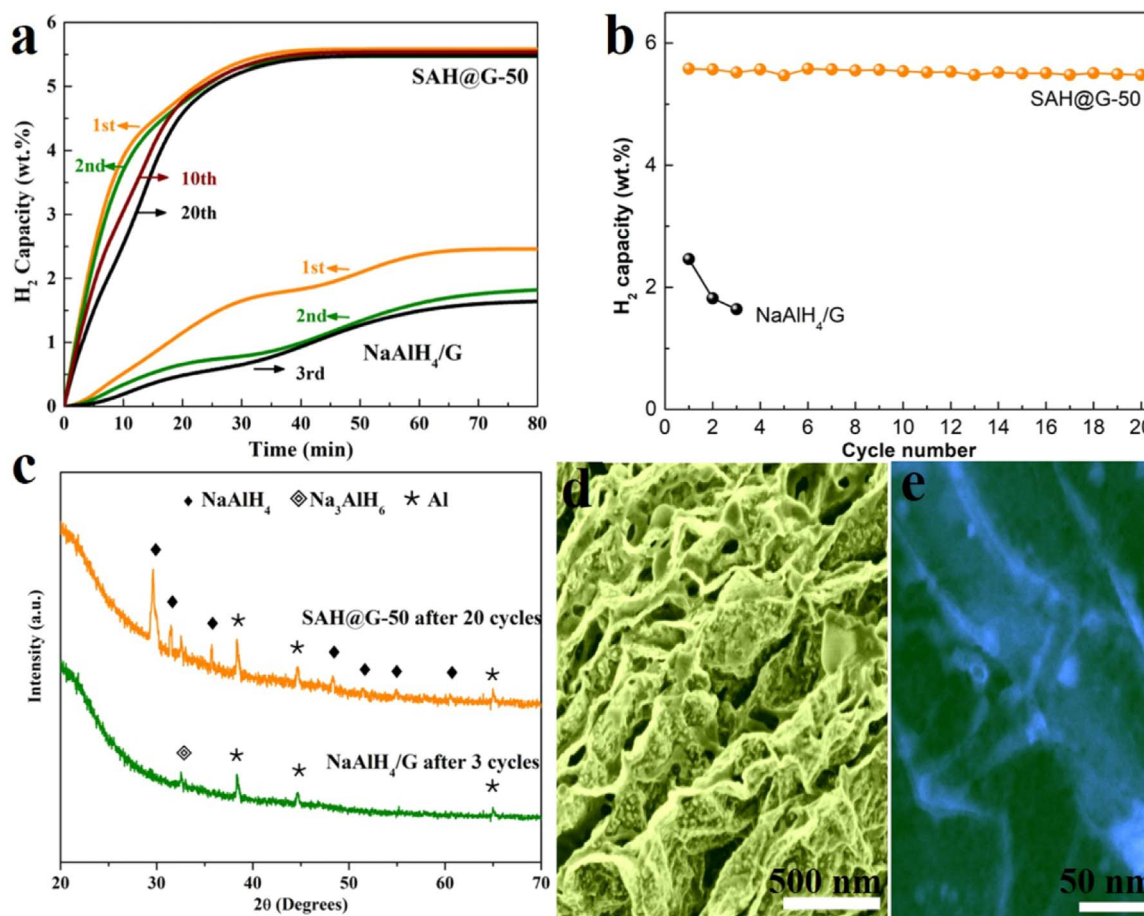 a
H₂ Capacity (wt.%)
6
5
4
3
2
1
0
0 10 20 30 40 50 60 70 80
Time (min)
SAH@G-50
1st
2nd
10th
20th
1st
2nd
3rd
NaAlH₄/G
b
H₂ capacity (wt.%)
6
4
2
0
0 2 4 6 8 10 12 14 16 18 20
Cycle number
SAH@G-50
NaAlH₄/G
c
Intensity (a.u.)
NaAlH₄ Na₃AlH₆ Al
SAH@G-50 after 20 cycles
NaAlH₄/G after 3 cycles
20 30 40 50 60 70
2θ (Degrees)
d
500 nm
e
50 nm